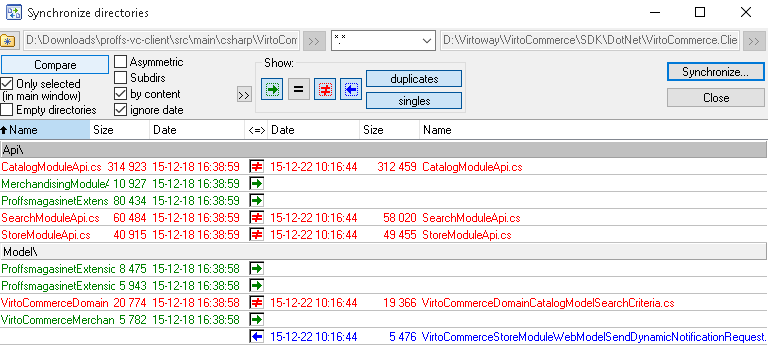 Synchronize directories
D:\Downloads\proffs-vc-client\src\main\csharp\VirtoCom >> *.* D:\Virtoway\VirtoCommerce\SDK\DotNet\VirtoCommerce.Clie >>
Compare
Only selected
(in main window)
Empty directories
Asymmetric
Subdirs
by content
ignore date
>>
Show:
=
duplicates
singles
Synchronize...
Close
Name Size Date <=> Date Size Name
Api\
CatalogModuleApi.cs 314 923 15-12-18 16:38:59 ≠ 15-12-22 10:16:44 312 459 CatalogModuleApi.cs
MerchandisingModuleA 10 927 15-12-18 16:38:59
ProffsmagasinetExtens 80 434 15-12-18 16:38:59
SearchModuleApi.cs 60 484 15-12-18 16:38:59 ≠ 15-12-22 10:16:44 58 020 SearchModuleApi.cs
StoreModuleApi.cs 40 915 15-12-18 16:38:59 ≠ 15-12-22 10:16:44 49 455 StoreModuleApi.cs
Model\
ProffsmagasinetExtensic 8 475 15-12-18 16:38:58
ProffsmagasinetExtensic 5 943 15-12-18 16:38:58
VirtoCommerceDomain 20 774 15-12-18 16:38:58 ≠ 15-12-22 10:16:44 19 366 VirtoCommerceDomainCatalogModelSearchCriteria.cs
VirtoCommerceMerchan 5 782 15-12-18 16:38:58
15-12-22 10:16:44 5 476 VirtoCommerceStoreModuleWebModelSendDynamicNotificationRequest.